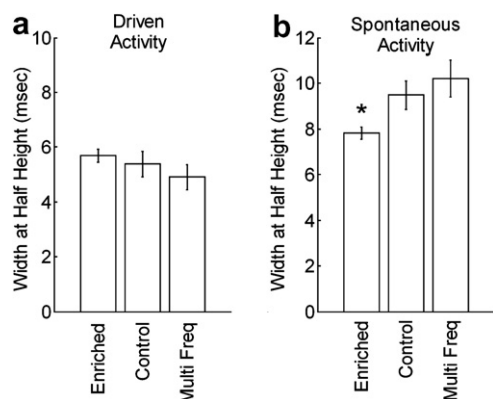 a
Driven
Activity
Width at Half Height (msec)
10
8
6
4
2
0
Enriched
Control
Multi Freq
b
Spontaneous
Activity
Width at Half Height (msec)
12
10
8
6
4
2
0
*
Enriched
Control
Multi Freq